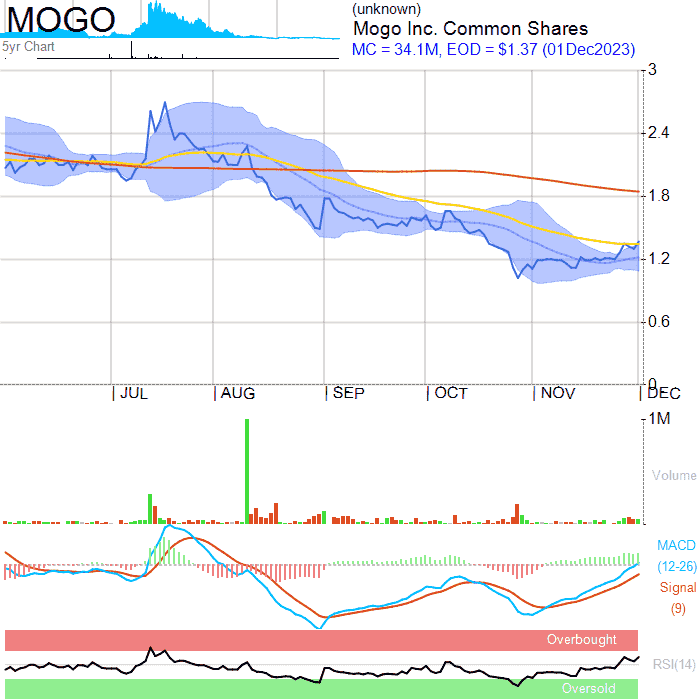 MOGO
5yr Chart
(unknown)
Mogo Inc. Common Shares
MC = 34.1M, EOD = $1.37 (01Dec2023)
3
2.4
1.8
1.2
0.6
0
JUL
AUG
SEP
OCT
NOV
DEC
1M
Volume
MACD
(12-26)
Signal
(9)
Overbought
RSI(14)
Oversold